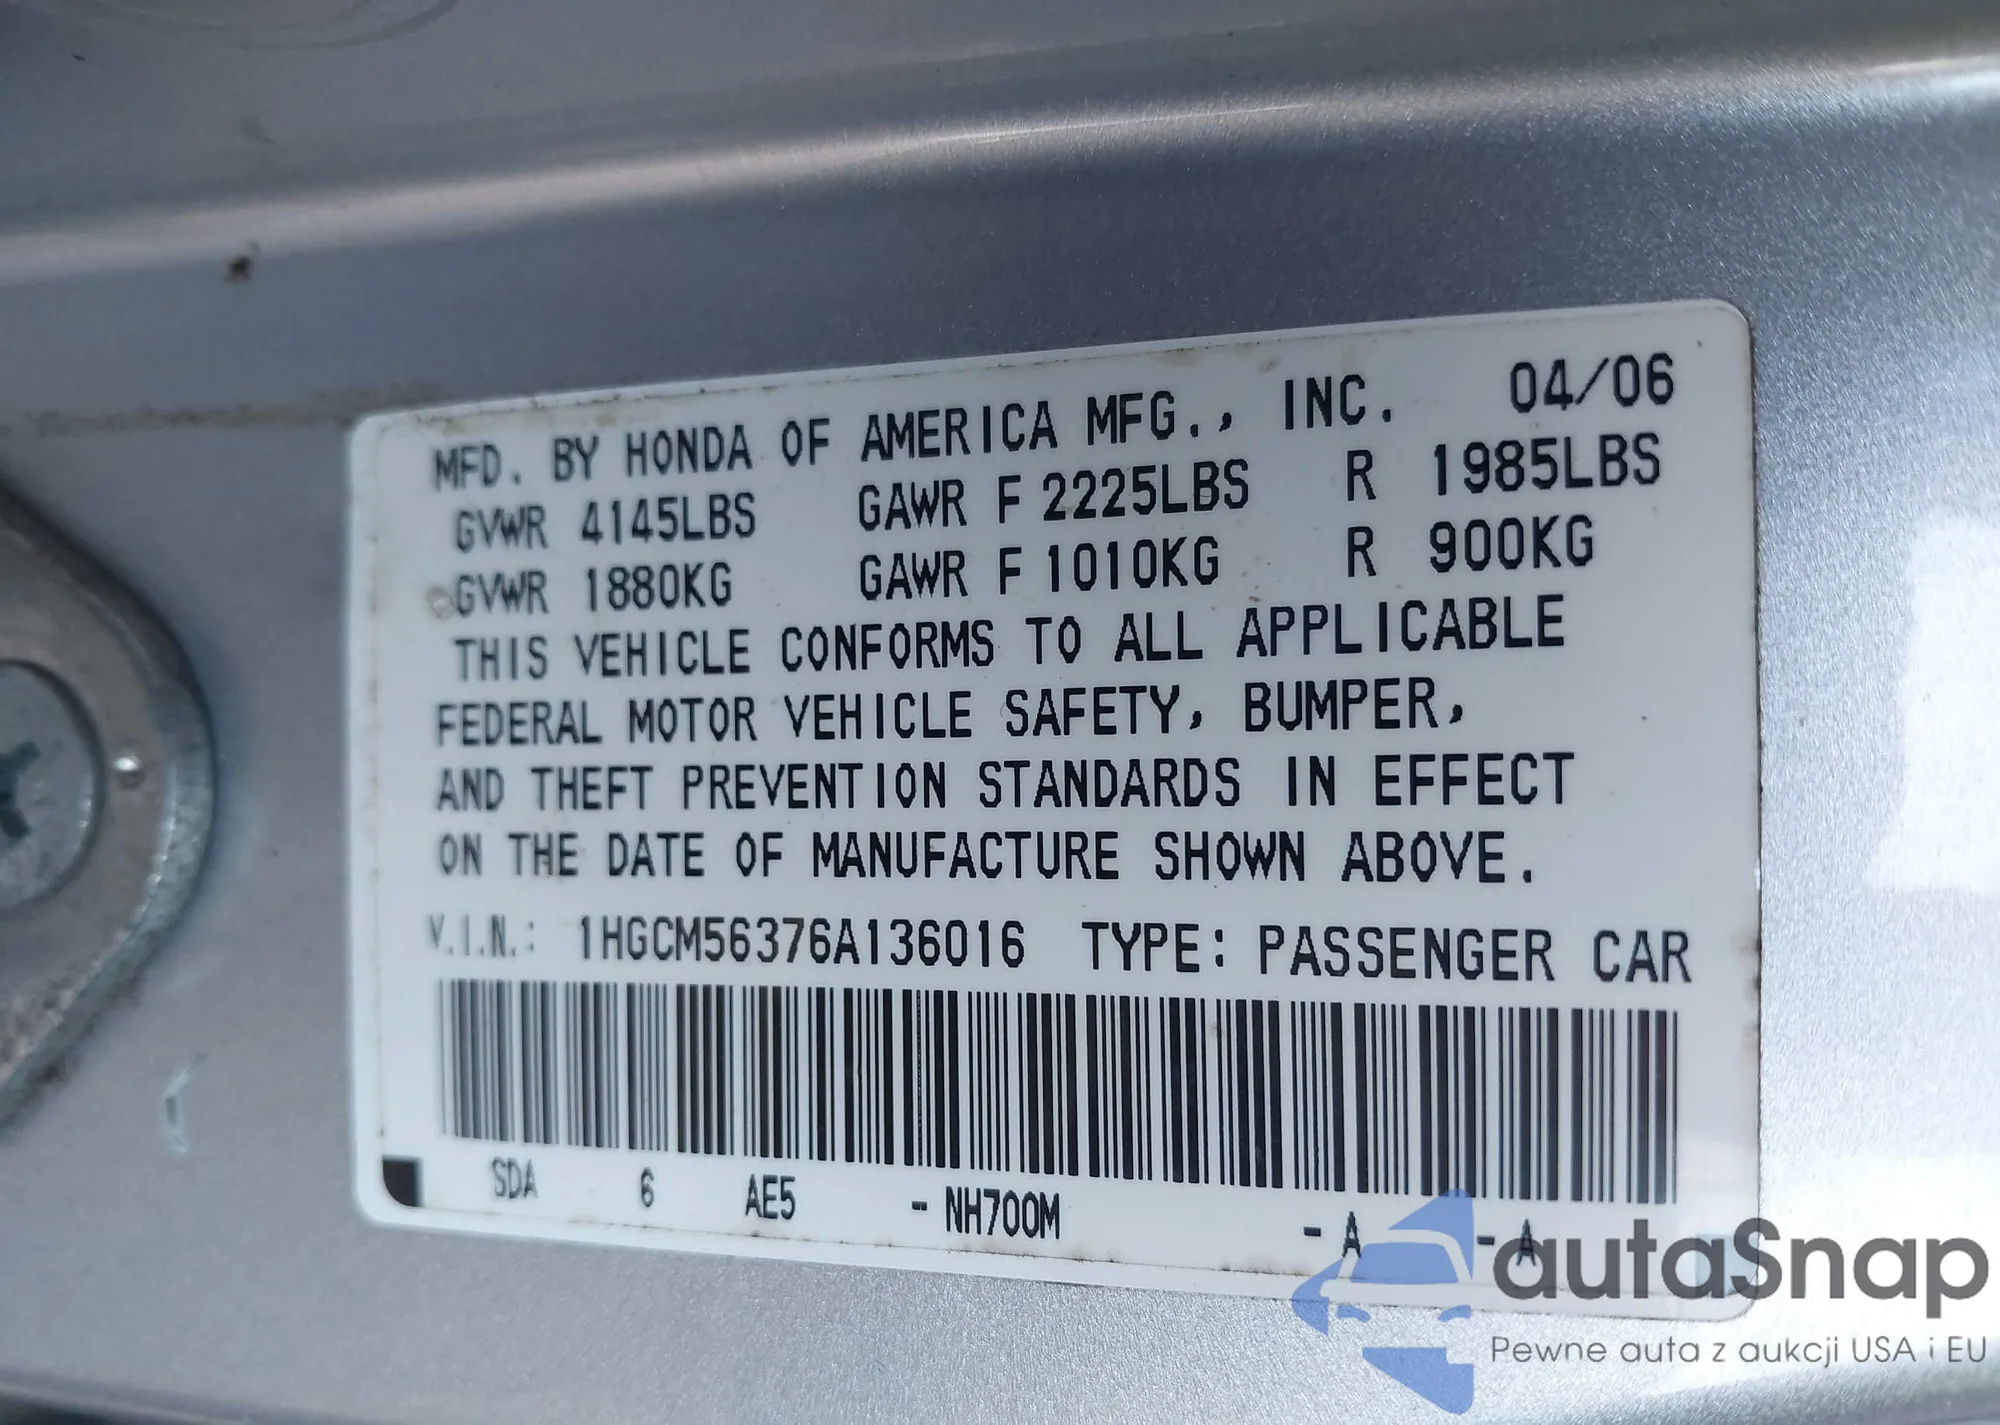 MFD. BY HONDA OF AMERICA MFG., INC. 04/06
GVWR 4145LBS GAWR F 2225LBS R 1985LBS
GVWR 1880KG GAWR F 1010KG R 900KG
THIS VEHICLE CONFORMS TO ALL APPLICABLE
FEDERAL MOTOR VEHICLE SAFETY, BUMPER,
AND THEFT PREVENTION STANDARDS IN EFFECT
ON THE DATE OF MANUFACTURE SHOWN ABOVE.
V.I.N.: 1HGCM56376A136016 TYPE: PASSENGER CAR
SDA 6 AE5 - NH700M - A - A
autaSnap
Pewne auta z aukcji USA i EU